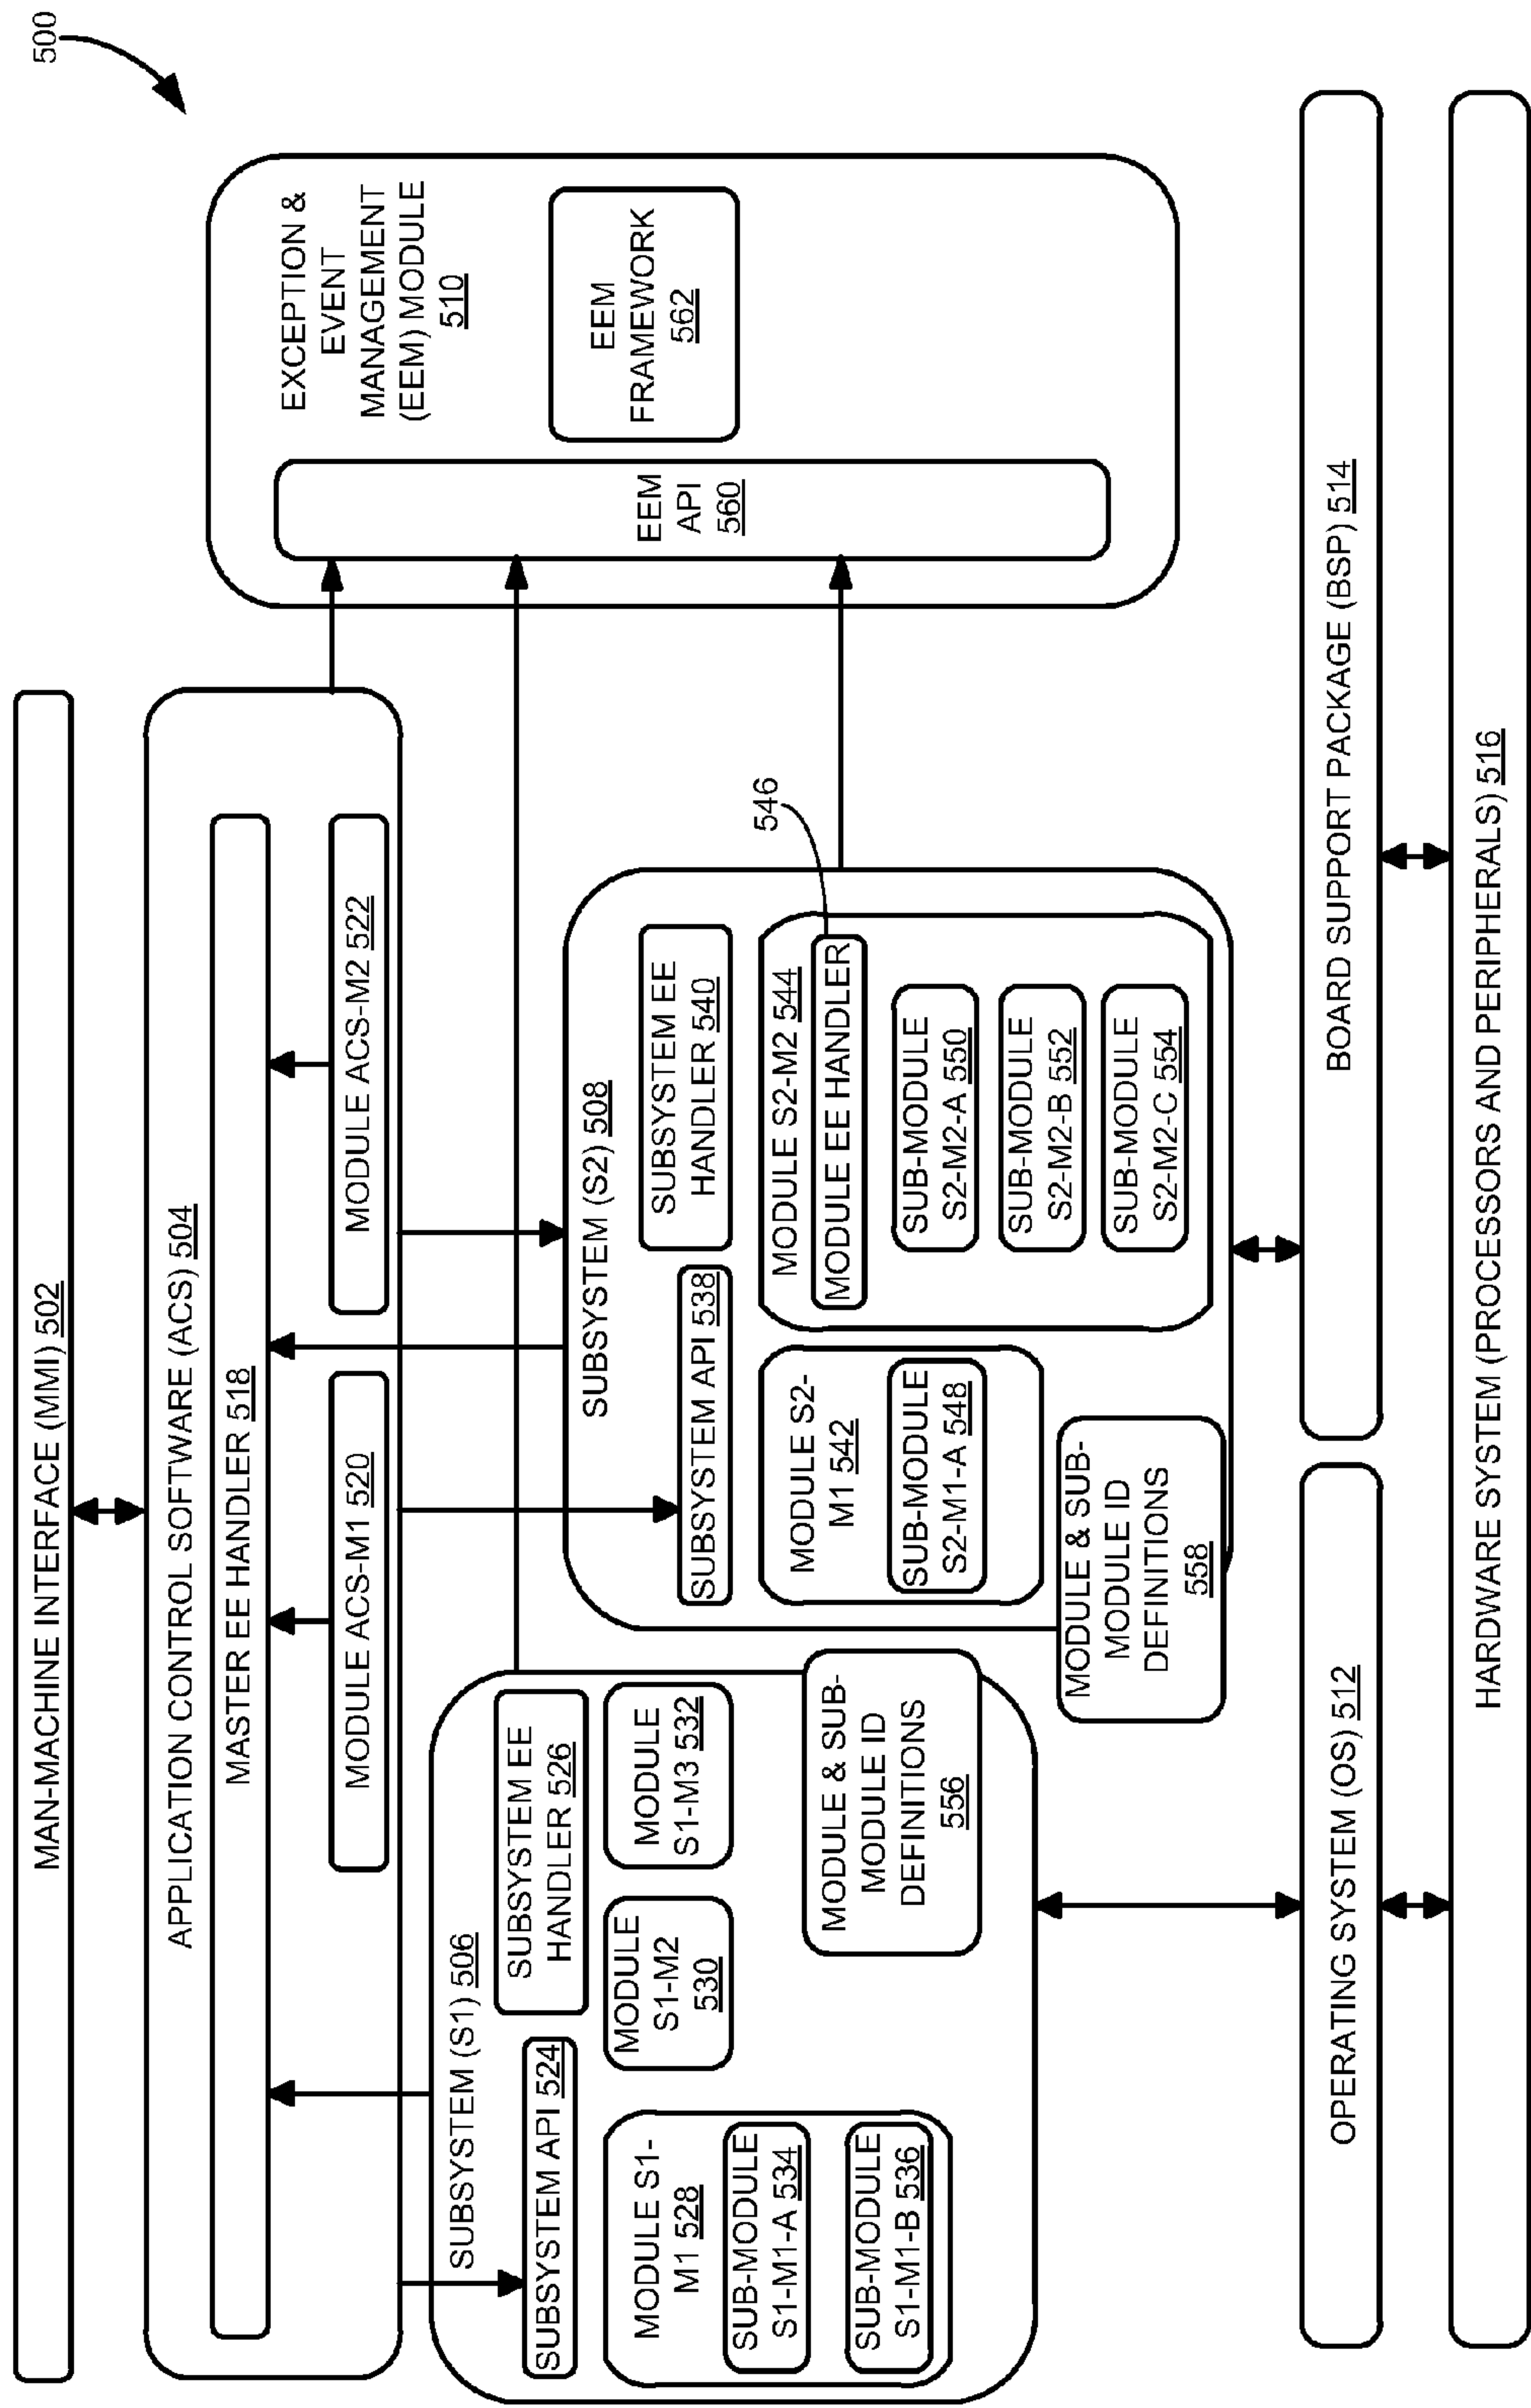 500
MAN-MACHINE INTERFACE (MMI) 502
APPLICATION CONTROL SOFTWARE (ACS) 504
MASTER EE HANDLER 518
MODULE ACS-M1 520
MODULE ACS-M2 522
EXCEPTION &
EVENT
MANAGEMENT
(EEM) MODULE
510
EEM
API
560
EEM
FRAMEWORK
562
SUBSYSTEM (S1) 506
SUBSYSTEM API 524
SUBSYSTEM EE
HANDLER 526
MODULE S1-
M1 528
SUB-MODULE
S1-M1-A 534
SUB-MODULE
S1-M1-B 536
MODULE
S1-M2
530
MODULE
S1-M3 532
MODULE & SUB-
MODULE ID
DEFINITIONS
556
SUBSYSTEM (S2) 508
SUBSYSTEM API 538
SUBSYSTEM EE
HANDLER 540
MODULE S2-
M1 542
SUB-MODULE
S2-M1-A 548
MODULE S2-M2 544
MODULE EE HANDLER
546
SUB-MODULE
S2-M2-A 550
SUB-MODULE
S2-M2-B 552
SUB-MODULE
S2-M2-C 554
MODULE & SUB-
MODULE ID
DEFINITIONS
558
OPERATING SYSTEM (OS) 512
BOARD SUPPORT PACKAGE (BSP) 514
HARDWARE SYSTEM (PROCESSORS AND PERIPHERALS) 516